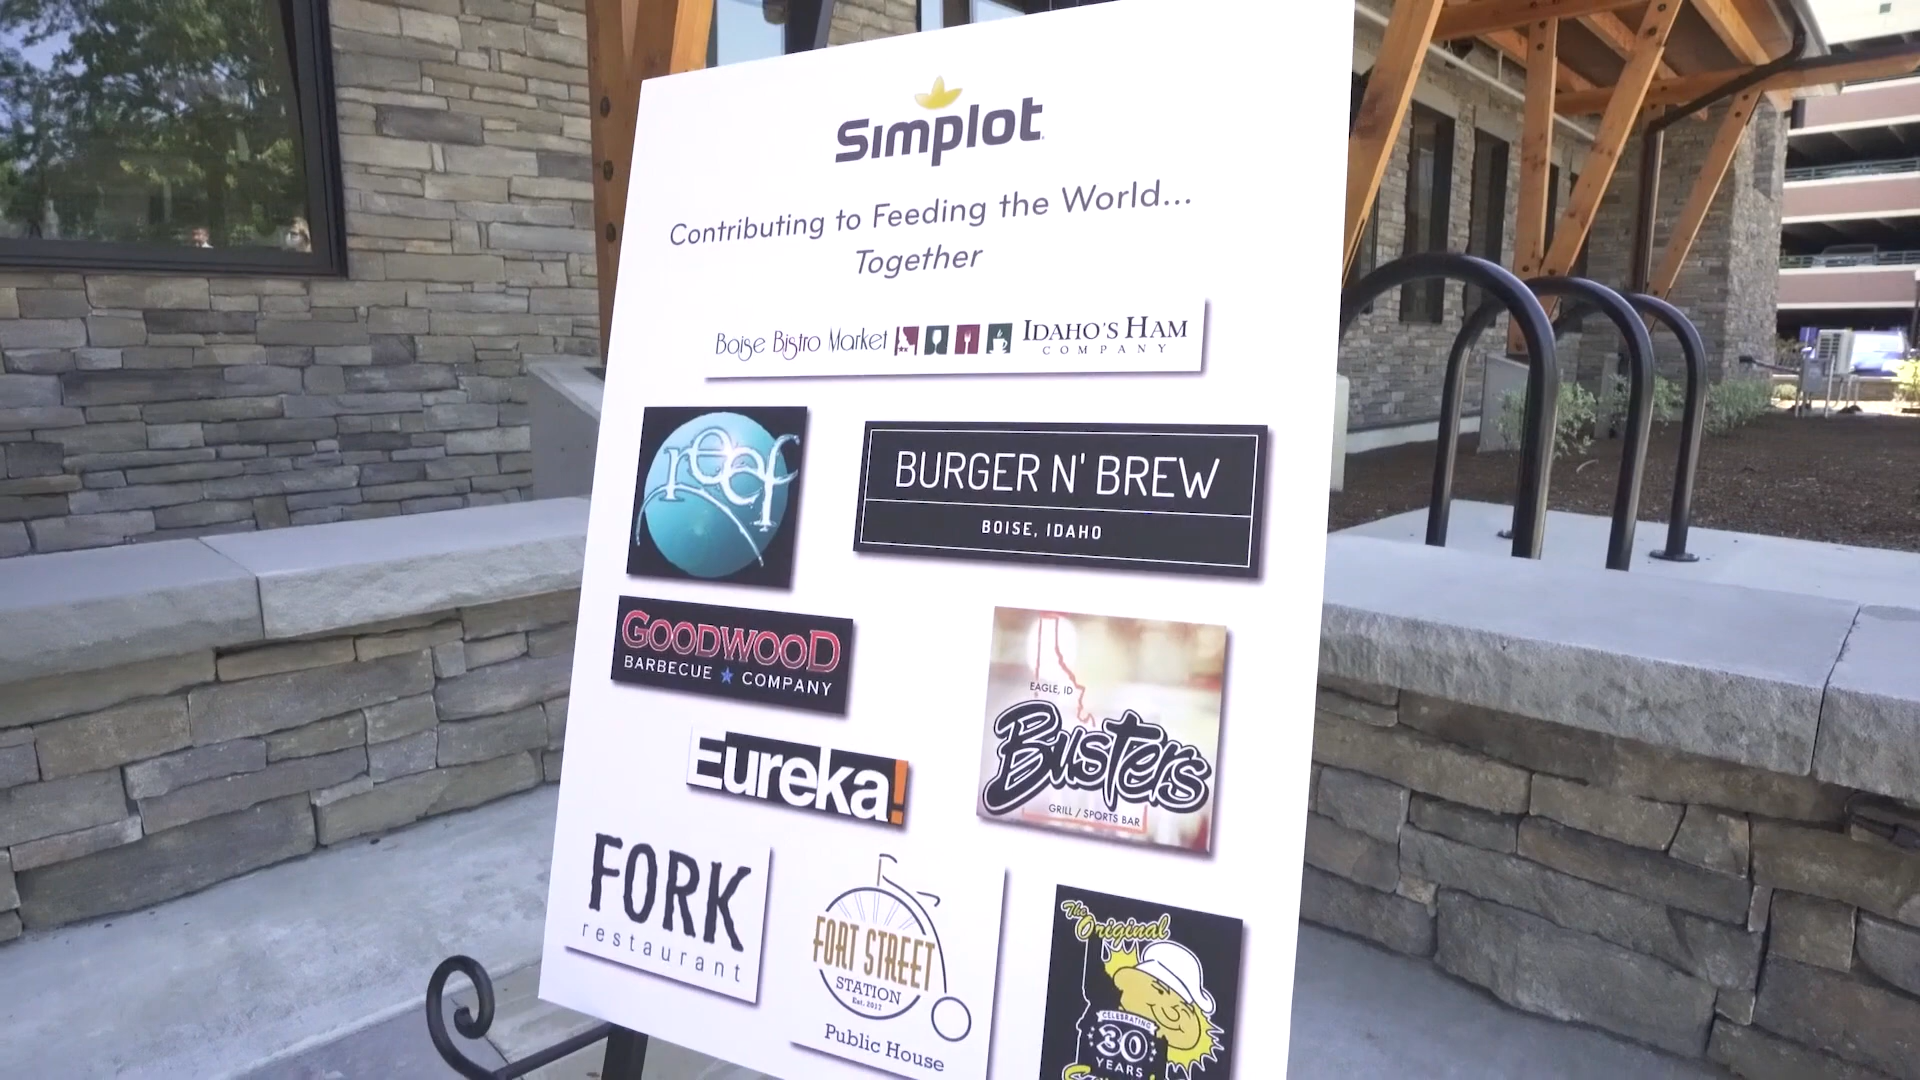 Simplot
Contributing to Feeding the World...
Together
Boise Bistro Market IDAHO'S HAM
COMPANY
reef
BURGER N' BREW
BOISE, IDAHO
GOODWOOD
BARBECUE COMPANY
EAGLE, ID
Busters
GRILL / SPORTS BAR
EUREKA!
FORK
restaurant
FORT STREET
STATION
Est. 2012
Public House
The
Original
CELEBRATING
30
YEARS